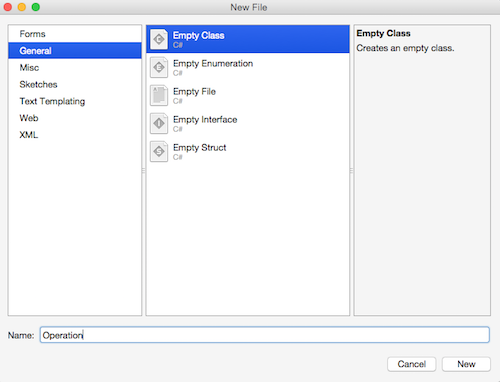 New File
Forms
General
Misc
Sketches
Text Templating
Web
XML
Empty Class
C#
Empty Enumeration
C#
Empty File
C#
Empty Interface
C#
Empty Struct
C#
Empty Class
Creates an empty class.
Name: Operation
Cancel
New